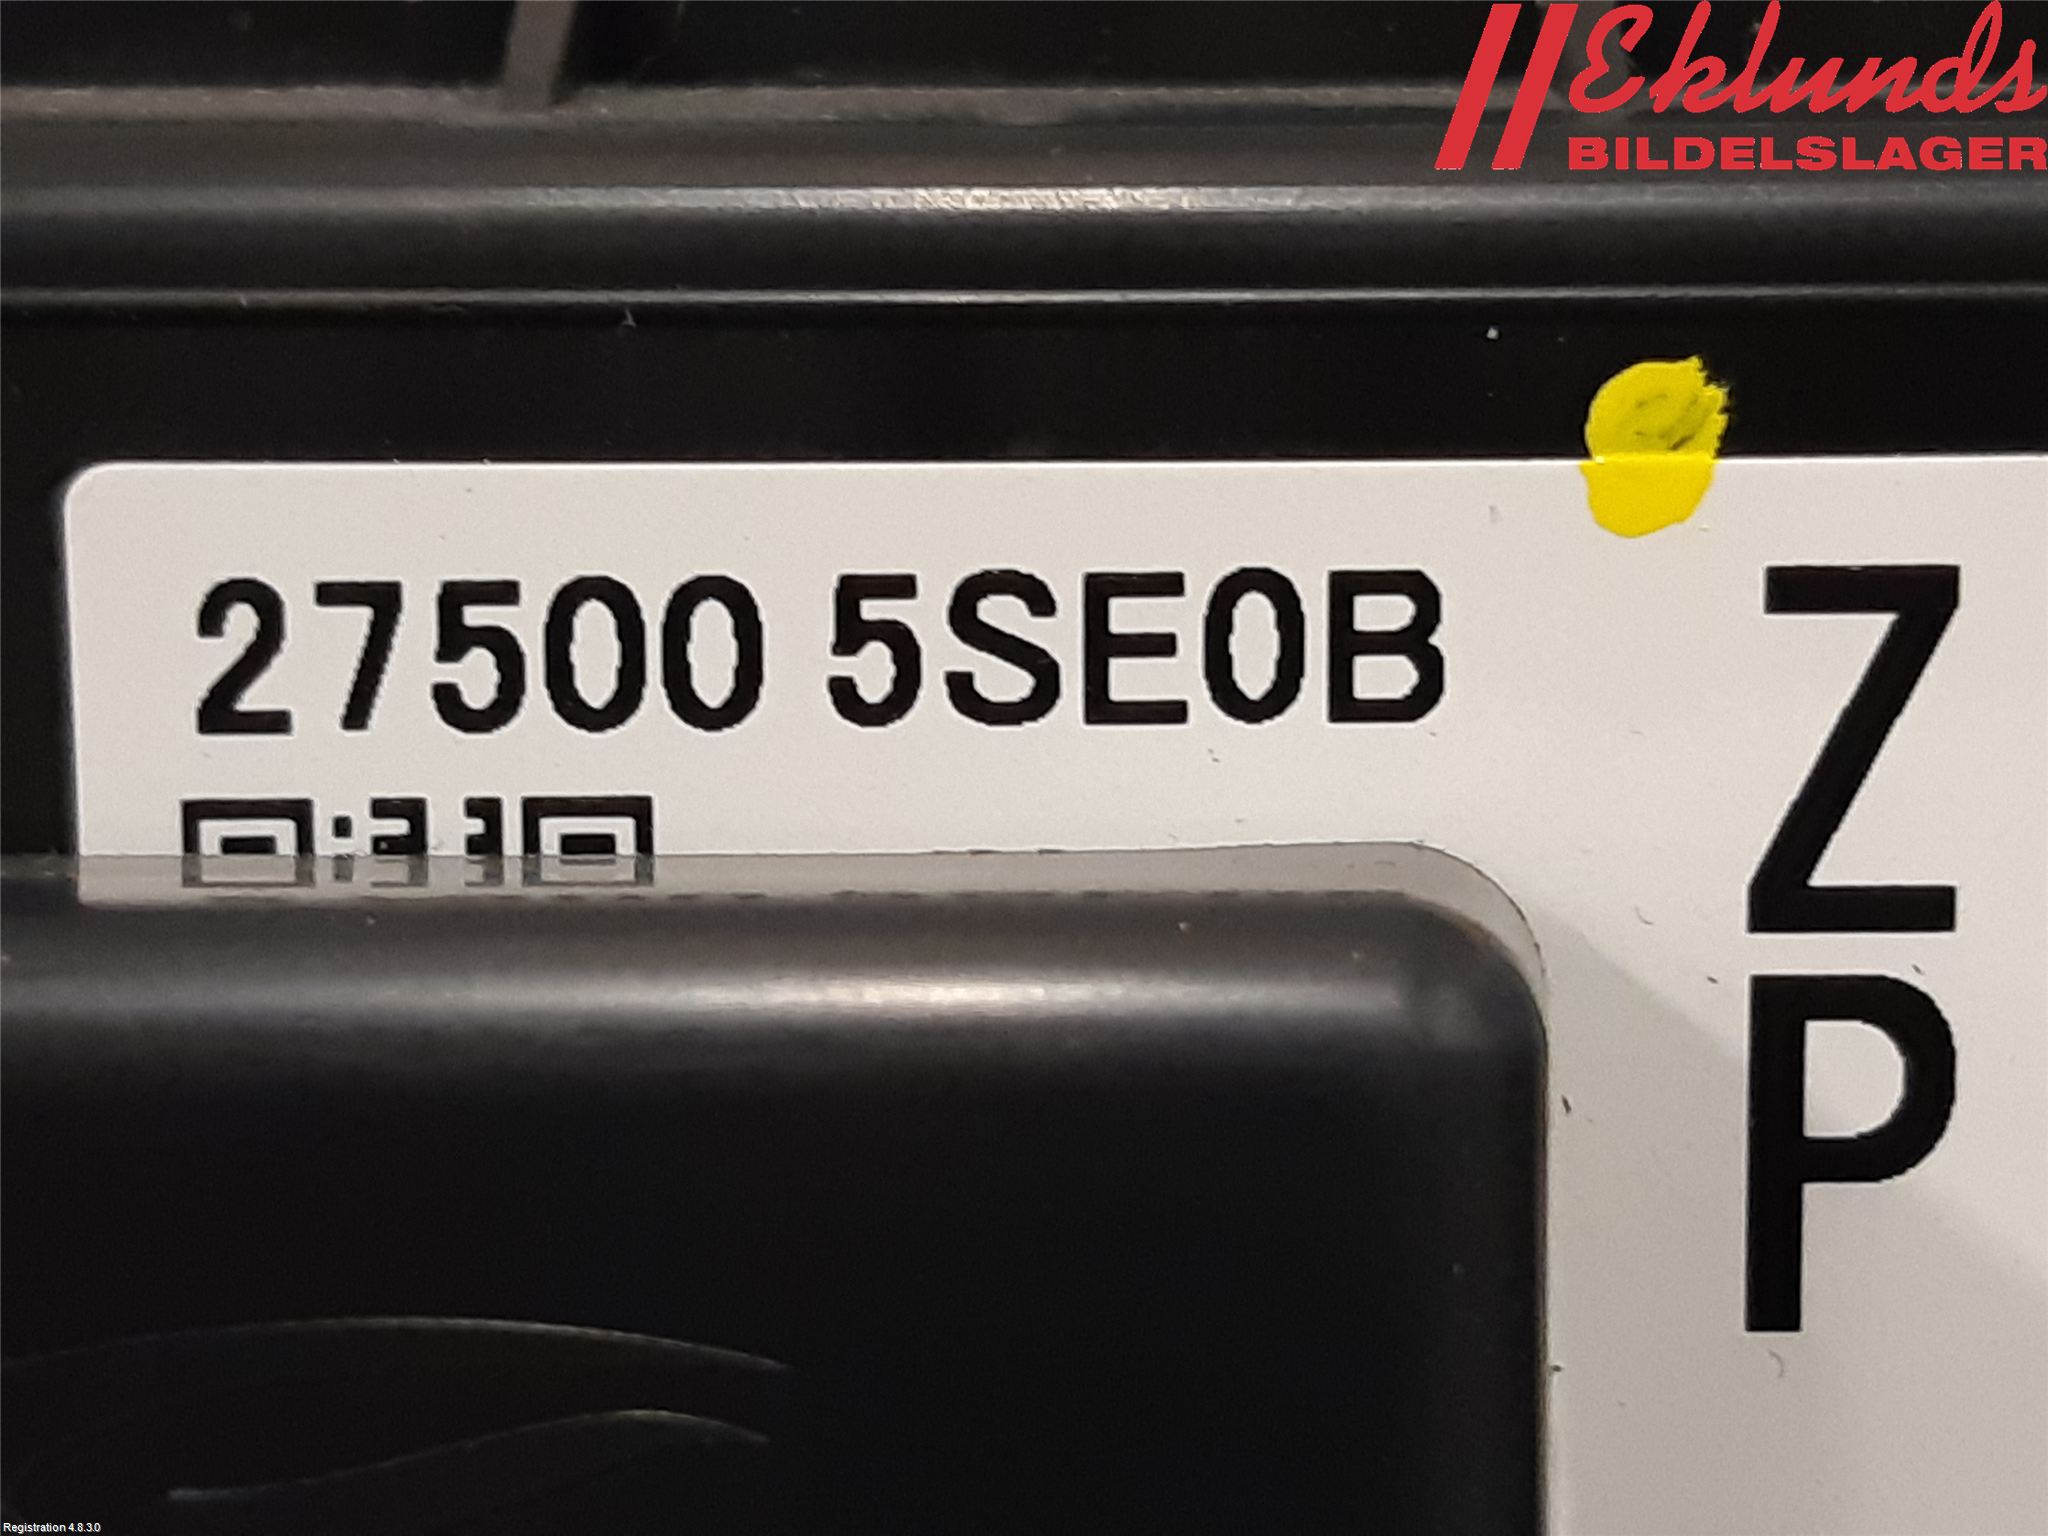 Eklunds
BILDELSLAGER
27500 5SE0B
Z
P
Registration 4.8.3.0